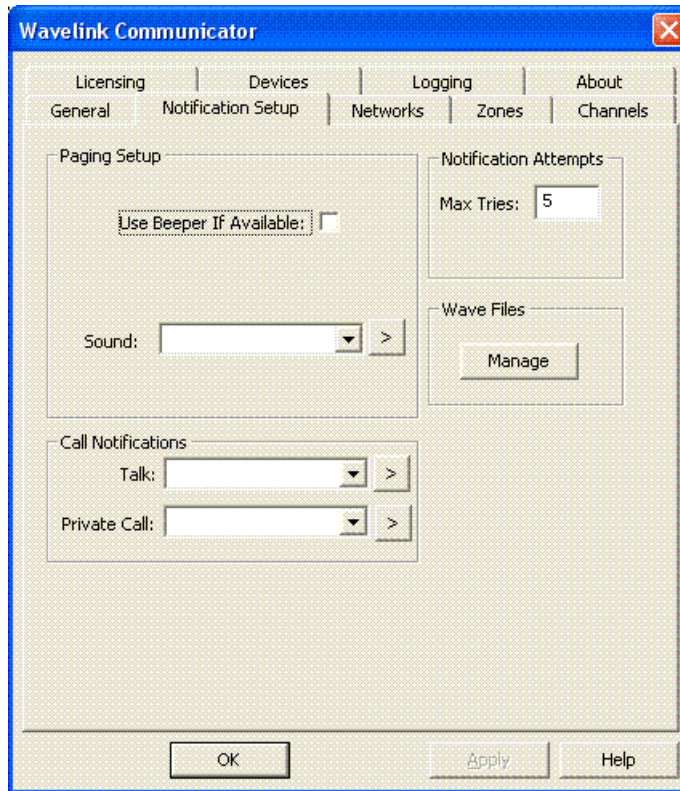 Wavelink Communicator
Licensing Devices Logging About
General Notification Setup Networks Zones Channels
Paging Setup
Use Beeper If Available:
Sound: >
Notification Attempts
Max Tries: 5
Wave Files
Manage
Call Notifications
Talk: >
Private Call: >
OK Apply Help